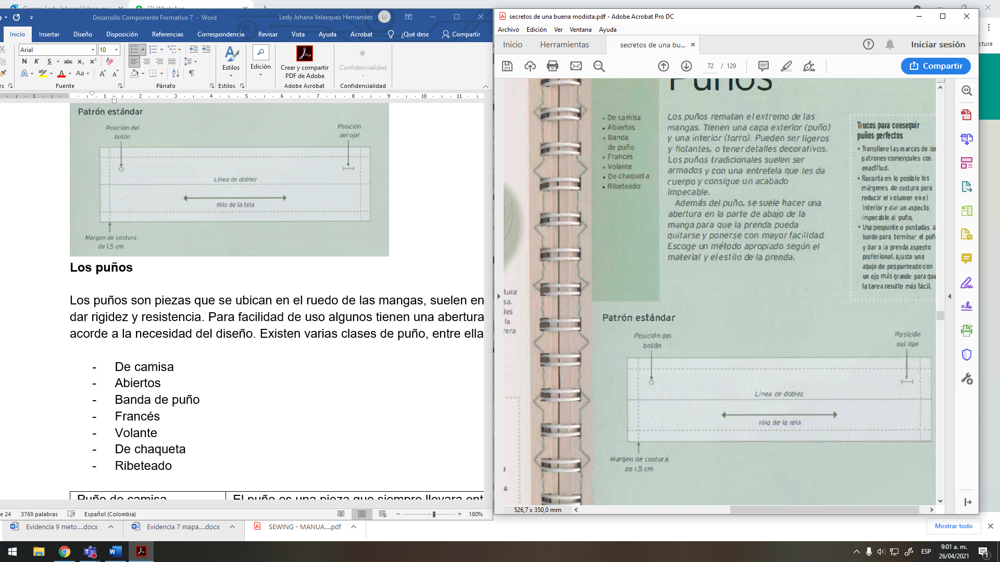 Desarrollo Componente Formativo 7 - Word
Ledy Johana Velasquez Hernandez
Inicio
Insertar
Diseño
Disposición
Referencias
Correspondencia
Revisar
Vista
Ayuda
Acrobat
¿Qué dese
Compartir
Arial
10
Estilos
Edición
Crear y compartir
PDF de Adobe
Confidencialidad
Fuente
Párrafo
Estilos
Adobe Acrobat
Confidencialidad
1 1 2 3 4 5 6 7 8 9 10 11
Patrón estándar
Posición del
botón
Posición
del ojal
Línea de doblez
Hilo de la tela
Margen de costura
de 1,5 cm
Los puños
Los puños son piezas que se ubican en el ruedo de las mangas, suelen en
dar rigidez y resistencia. Para facilidad de uso algunos tienen una abertura
acorde a la necesidad del diseño. Existen varias clases de puño, entre ella
- De camisa
- Abiertos
- Banda de puño
- Francés
- Volante
- De chaqueta
- Ribeteado
Puño de camisa
El puño es una pieza que siempre llevara ent
e 24
3769 palabras
Español (Colombia)
180%
secretos de una buena modista.pdf - Adobe Acrobat Pro DC
Archivo Edición Ver Ventana Ayuda
Inicio
Herramientas
secretos de una bu...
Iniciar sesión
72 / 129
Compartir
Puños
• De camisa
• Abiertos
• Banda
de puño
• Francés
• Volante
• De chaqueta
• Ribeteado
Los puños rematan el extremo de las
mangas. Tienen una capa exterior (puño)
y una interior (forro). Pueden ser ligeros
y flotantes, o tener detalles decorativos.
Los puños tradicionales suelen ser
armados y con una entretela que les da
cuerpo y consigue un acabado
impecable.
Además del puño, se suele hacer una
abertura en la parte de abajo de la
manga para que la prenda pueda
quitarse y ponerse con mayor facilidad.
Escoge un método apropiado según el
material y el estilo de la prenda.
Trucos para conseguir
puños perfectos
• Transfiere las marcas de los
patrones comerciales con
exactitud.
• Recorta en lo posible los
márgenes de costura para
reducir el volumen en el
interior y dar un aspecto
impecable al puño.
• Usa pespunte o puntadas a
borde para terminar el puñ
y dar a la prenda aspecto
profesional. Ajusta una
aguja de pespunteado con
un ojo más grande para que
la tarea resulte más fácil.
tura
sa.
des
la
rera
a
a
Patrón estándar
Posición del
botón
Posición
del ojal
Línea de doblez
Hilo de la tela
Margen de costura
de 1,5 cm
526,7 x 350,0 mm
ctura
Evidencia 9 meto....docx
Evidencia 7 mapa....docx
SEWING - MANUA....pdf
Mostrar todo
ESP
9:01 a. m.
26/04/2021
1